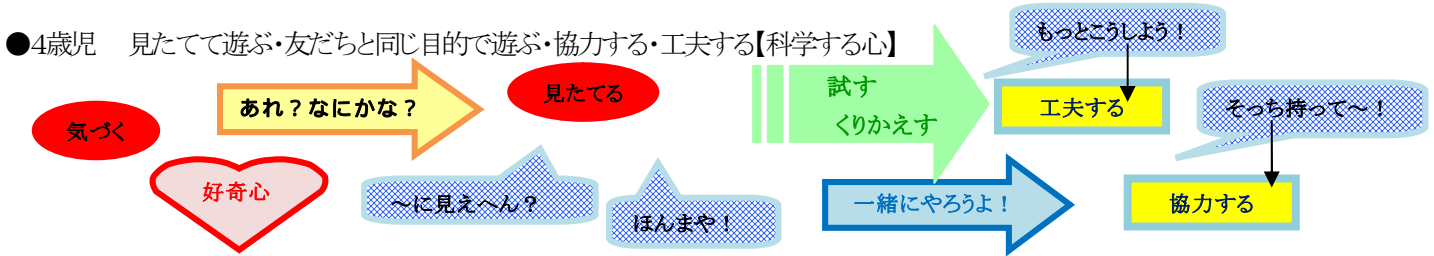 ●4歳児　見たてて遊ぶ・友だちと同じ目的で遊ぶ・協力する・工夫する【科学する心】
もっとこうしよう！
あれ？なにかな？
見たてる
試す
くりかえす
工夫する
そっち持って～！
気づく
好奇心
～に見えへん？
ほんまや！
一緒にやろうよ！
協力する